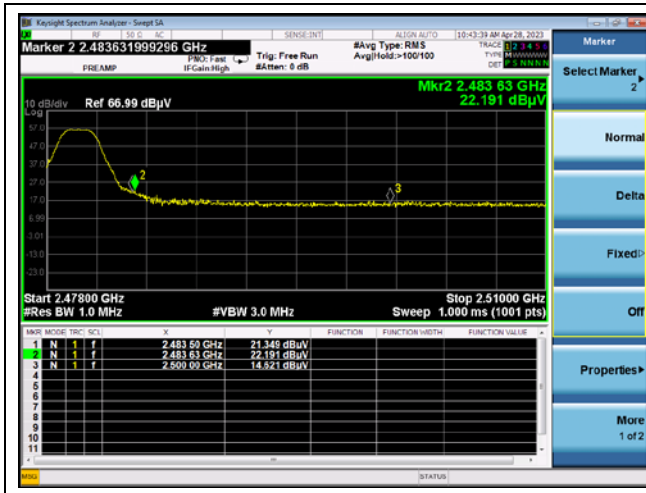 Keysight Spectrum Analyzer - Swept SA
RF 50 Ω AC SENSE:INT ALIGN AUTO 10:43:39 AM Apr 28, 2023
Marker 2 2.483631999296 GHz
#Avg Type: RMS
TRACE 1 2 3 4 5 6
PNO: Fast Trig: Free Run Avg|Hold:>100/100 TYPE M WWWWW
PREAMP IFGain:High #Atten: 0 dB DET P S N N N N
Mkr2 2.483 63 GHz
22.191 dBµV
10 dB/div Ref 66.99 dBµV
Log
57.0
47.0
37.0
27.0
17.0
6.99
-3.01
-13.0
-23.0
2
3
Start 2.47800 GHz Stop 2.51000 GHz
#Res BW 1.0 MHz #VBW 3.0 MHz Sweep 1.000 ms (1001 pts)
MKR MODE TRC SCL X Y FUNCTION FUNCTION WIDTH FUNCTION VALUE
1 N 1 f 2.483 50 GHz 21.349 dBµV
2 N 1 f 2.483 63 GHz 22.191 dBµV
3 N 1 f 2.500 00 GHz 14.621 dBµV
4
5
6
7
8
9
10
11
MSG STATUS
Marker
Select Marker
2
Normal
Delta
Fixed
Off
Properties
More
1 of 2